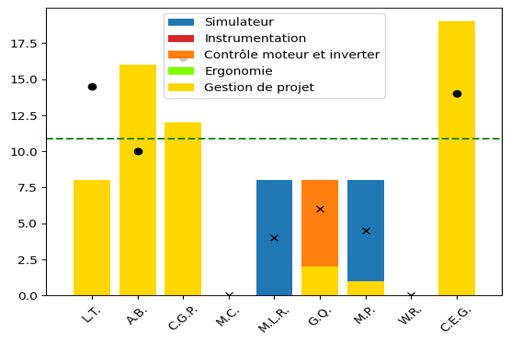 Simulateur
Instrumentation
Contrôle moteur et inverter
Ergonomie
Gestion de projet
17.5
15.0
12.5
10.0
7.5
5.0
2.5
0.0
L.T.
A.B.
C.G.P.
M.C.
M.L.R.
G.Q.
M.P.
W.R.
C.E.G.